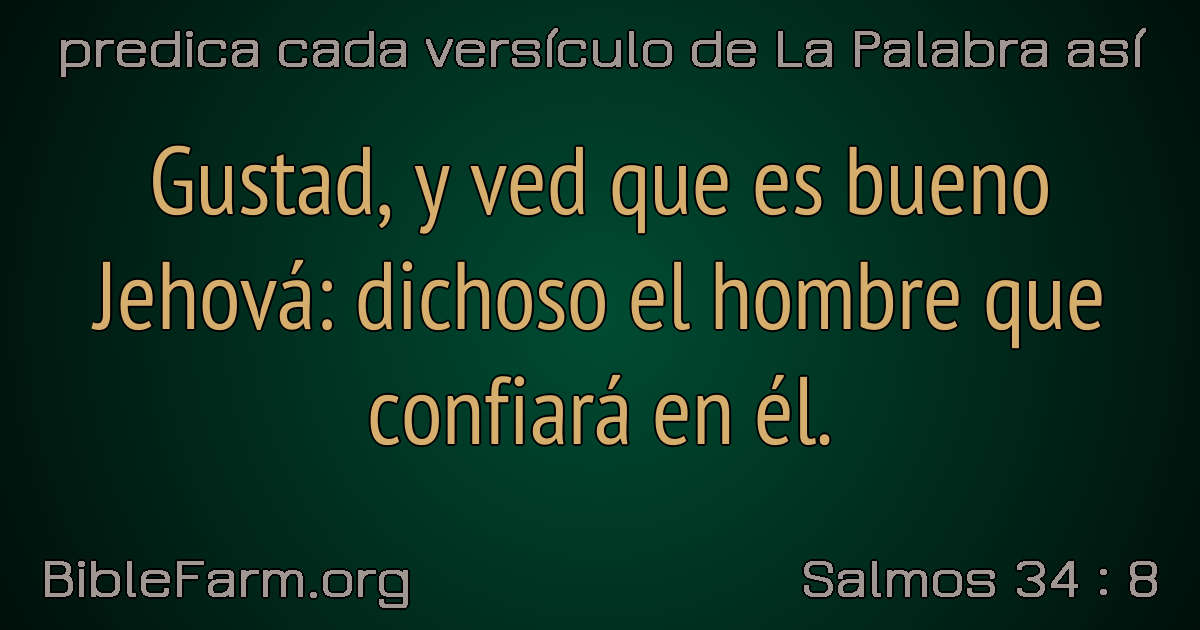 predica cada versículo de La Palabra así
Gustad, y ved que es bueno
Jehová: dichoso el hombre que
confiará en él.
BibleFarm.org
Salmos 34 : 8